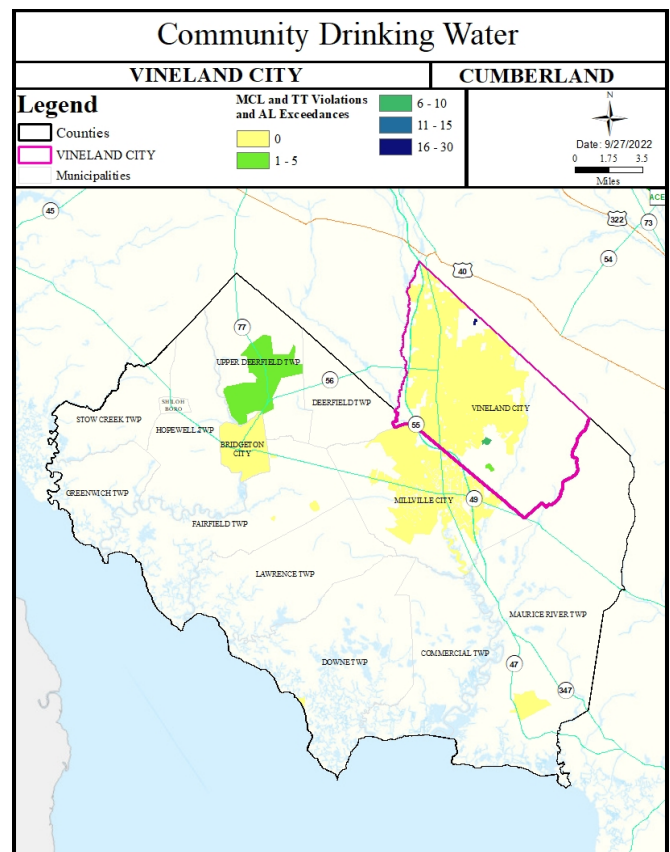 Community Drinking Water
VINELAND CITY
CUMBERLAND
Legend
Counties
VINELAND CITY
Municipalities
MCL and TT Violations
and AL Exceedances
0
1 - 5
6 - 10
11 - 15
16 - 30
N
Date: 9/27/2022
0 1.75 3.5
Miles
ACE
45
322
73
40
54
77
UPPER DEERFIELD TWP
56
DEERFIELD TWP
SHILOH
BORO
STOW CREEK TWP
HOPEWELL TWP
BRIDGETON
CITY
VINELAND CITY
55
GREENWICH TWP
MILLVILLE CITY
49
FAIRFIELD TWP
LAWRENCE TWP
MAURICE RIVER TWP
DOWNE TWP
COMMERCIAL TWP
47
347